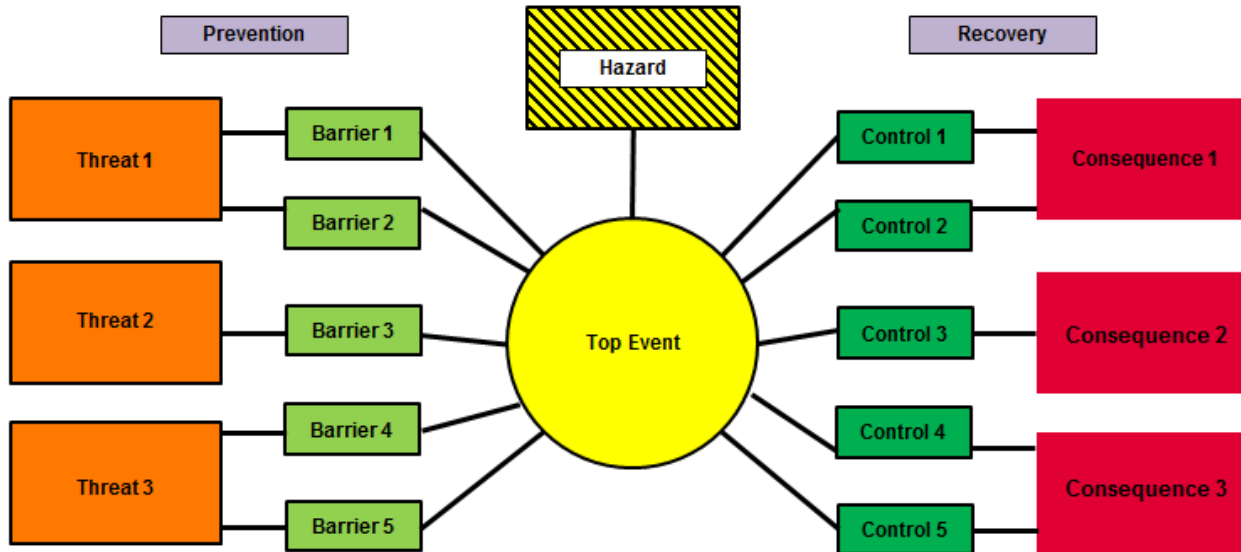 Prevention
Hazard
Recovery
Threat 1
Barrier 1
Control 1
Consequence 1
Barrier 2
Control 2
Threat 2
Barrier 3
Top Event
Control 3
Consequence 2
Barrier 4
Control 4
Threat 3
Barrier 5
Control 5
Consequence 3